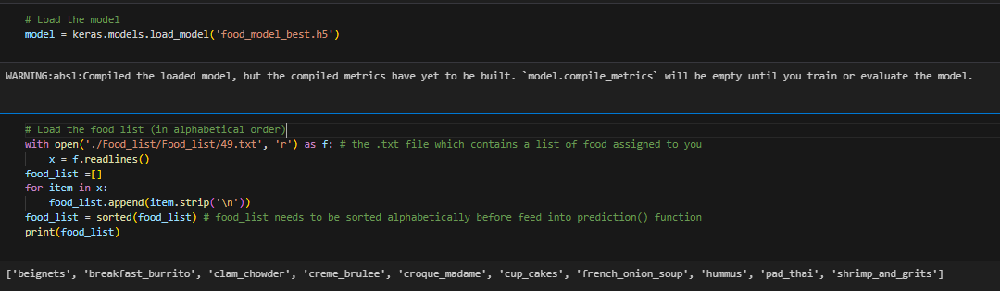 # Load the model
model = keras.models.load_model('food_model_best.h5')
WARNING:absl:Compiled the loaded model, but the compiled metrics have yet to be built. `model.compile_metrics` will be empty until you train or evaluate the model.
# Load the food list (in alphabetical order)
with open('./Food_list/Food_list/49.txt', 'r') as f: # the .txt file which contains a list of food assigned to you
    x = f.readlines()
food_list =[]
for item in x:
    food_list.append(item.strip('\n'))
food_list = sorted(food_list) # food_list needs to be sorted alphabetically before feed into prediction() function
print(food_list)
['beignets', 'breakfast_burrito', 'clam_chowder', 'creme_brulee', 'croque_madame', 'cup_cakes', 'french_onion_soup', 'hummus', 'pad_thai', 'shrimp_and_grits']